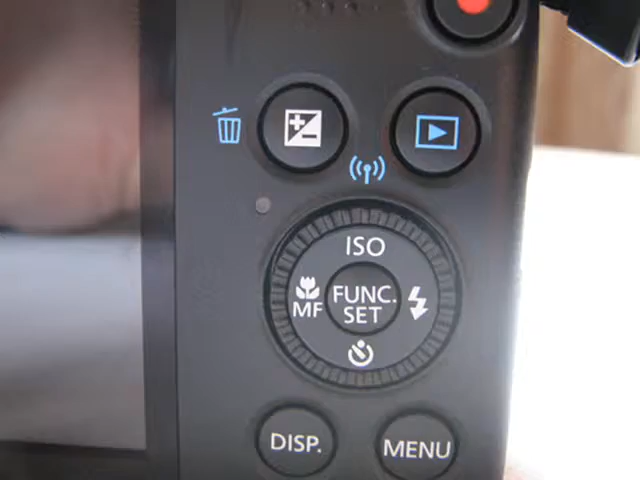 ISO
MF
FUNC.
SET
DISP.
MENU